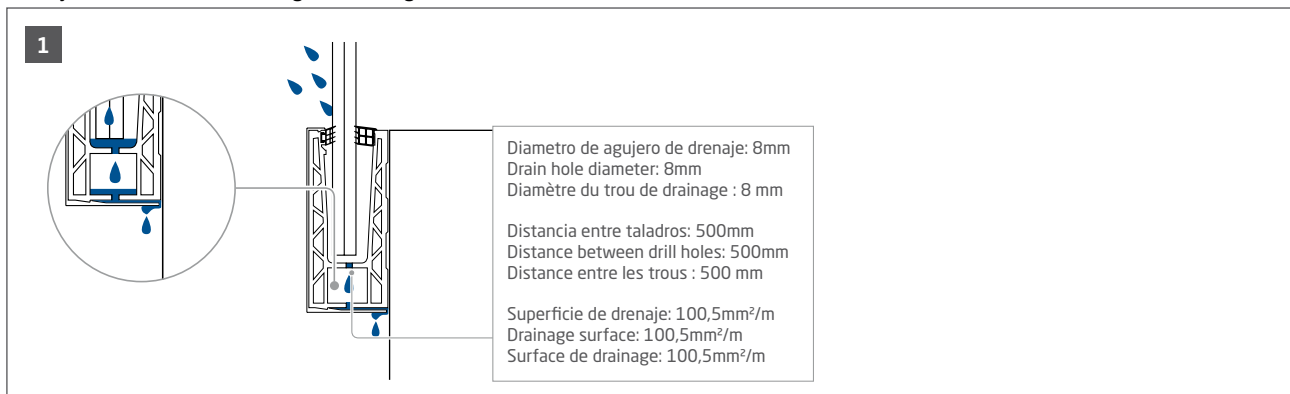 1
Diametro de agujero de drenaje: 8mm
Drain hole diameter: 8mm
Diamètre du trou de drainage : 8 mm
Distancia entre taladros: 500mm
Distance between drill holes: 500mm
Distance entre les trous : 500 mm
Superficie de drenaje: 100,5mm²/m
Drainage surface: 100,5mm²/m
Surface de drainage: 100,5mm²/m